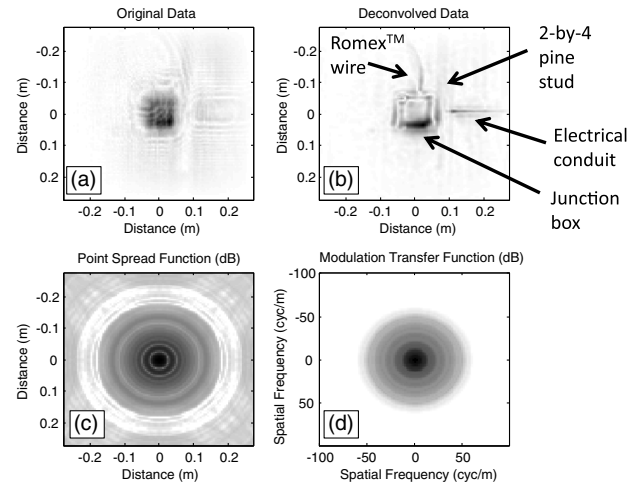 Original Data
-0.2
-0.1
0
0.1
0.2
Distance (m)
(a)
-0.2 -0.1 0 0.1 0.2
Distance (m)
Deconvolved Data
-0.2
-0.1
0
0.1
0.2
Distance (m)
(b)
-0.2 -0.1 0 0.1 0.2
Distance (m)
Romex™
wire
2-by-4
pine
stud
Electrical
conduit
Junction
box
Point Spread Function (dB)
-0.2
-0.1
0
0.1
0.2
Distance (m)
(c)
-0.2 -0.1 0 0.1 0.2
Distance (m)
Modulation Transfer Function (dB)
-100
-50
0
50
Spatial Frequency (cyc/m)
(d)
-100 -50 0 50
Spatial Frequency (cyc/m)